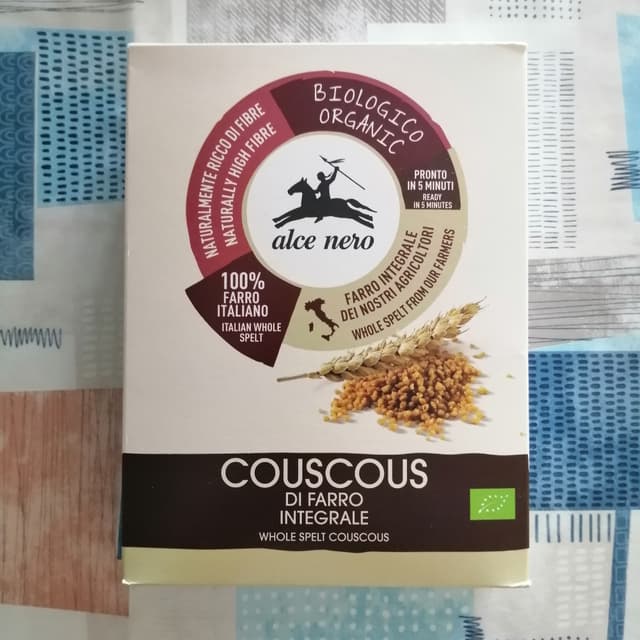 BIOLOGICO
ORGANIC
NATURALMENTE RICCO DI FIBRE
NATURALLY HIGH FIBRE
PRONTO
IN 5 MINUTI
READY
IN 5 MINUTES
alce nero
100%
FARRO
ITALIANO
ITALIAN WHOLE
SPELT
FARRO INTEGRALE
DEI NOSTRI AGRICOLTORI
WHOLE SPELT FROM OUR FARMERS
COUSCOUS
DI FARRO
INTEGRALE
WHOLE SPELT COUSCOUS